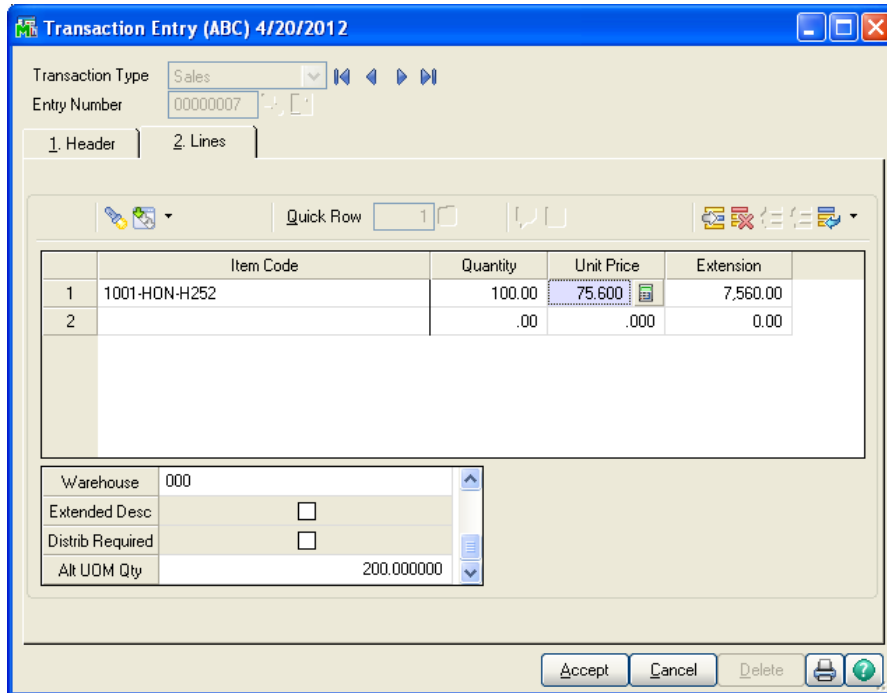 Transaction Entry (ABC) 4/20/2012
Transaction Type Sales
Entry Number 00000007
1. Header 2. Lines
Quick Row 1
Item Code Quantity Unit Price Extension
1 1001-HON-H252 100.00 75.600 7,560.00
2 .00 .000 0.00
Warehouse 000
Extended Desc
Distrib Required
Alt UOM Qty 200.000000
Accept Cancel Delete